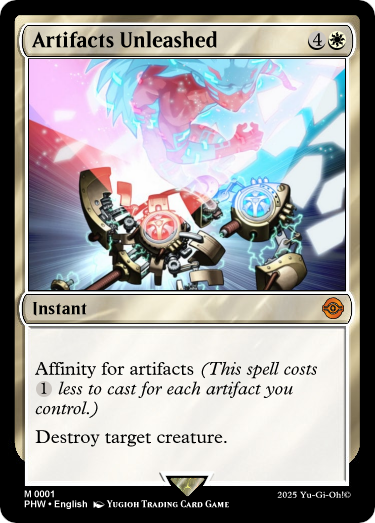 Artifacts Unleashed 4
Instant
Affinity for artifacts (This spell costs
1 less to cast for each artifact you
control.)
Destroy target creature.
M 0001
PHW • English Yugioh Trading Card Game
2025 Yu-Gi-Oh!©